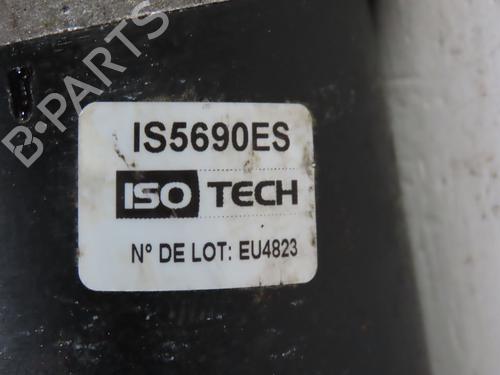 B-PARTS
IS5690ES
ISO TECH
N° DE LOT: EU4823